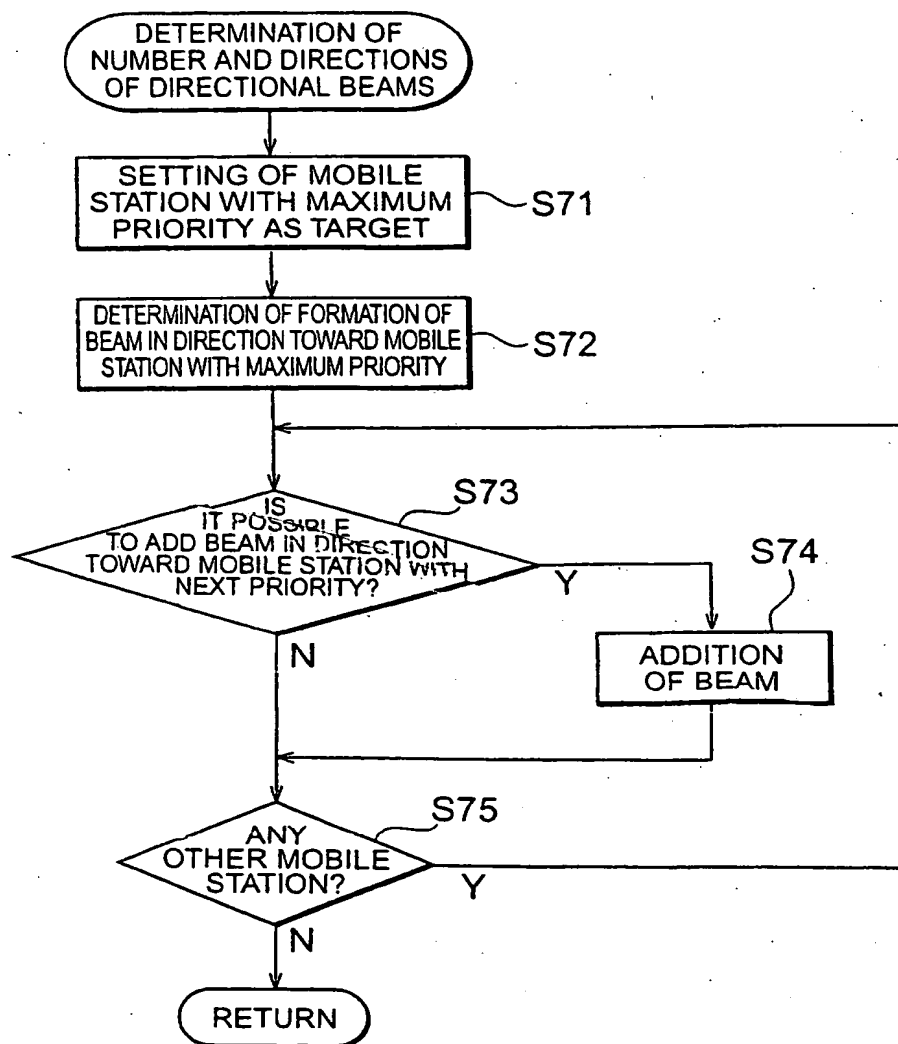 DETERMINATION OF
NUMBER AND DIRECTIONS
OF DIRECTIONAL BEAMS
SETTING OF MOBILE
STATION WITH MAXIMUM
PRIORITY AS TARGET
S71
DETERMINATION OF FORMATION OF
BEAM IN DIRECTION TOWARD MOBILE
STATION WITH MAXIMUM PRIORITY
S72
S73
IS
IT POSSIBLE
TO ADD BEAM IN DIRECTION
TOWARD MOBILE STATION WITH
NEXT PRIORITY?
Y
N
S74
ADDITION
OF BEAM
S75
ANY
OTHER MOBILE
STATION?
Y
N
RETURN